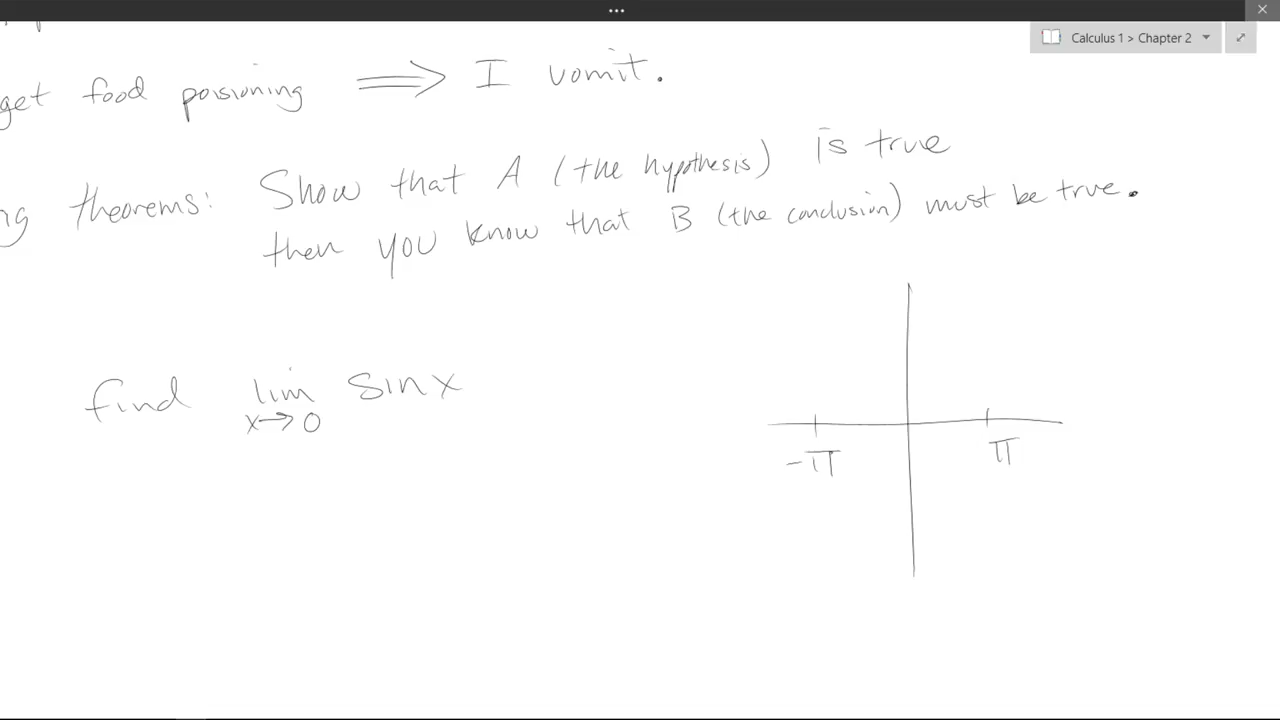 Calculus 1 > Chapter 2
get food poisioning ⟹ I vomit.
theorems: Show that A (the hypothesis) is true
then you know that B (the conclusion) must be true.
find lim sin x
x→0
-π π